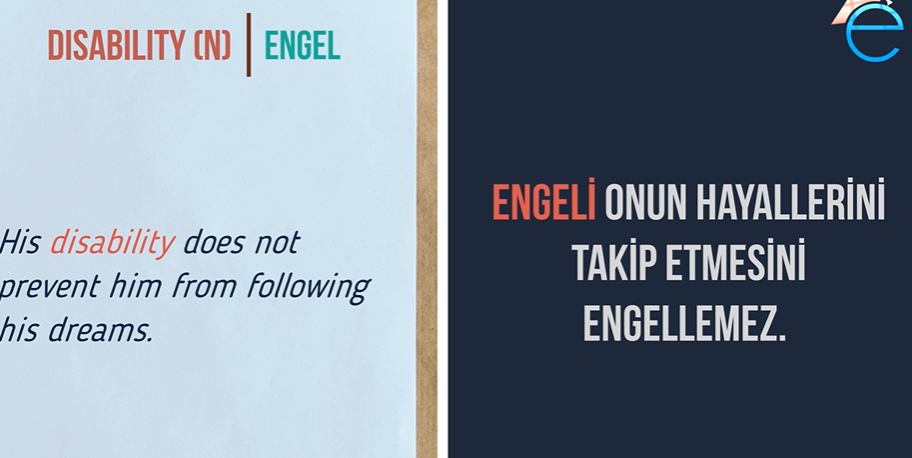 DISABILITY (N) | ENGEL
His disability does not
prevent him from following
his dreams.
e
ENGELİ ONUN HAYALLERİNİ
TAKİP ETMESİNİ
ENGELLEMEZ.